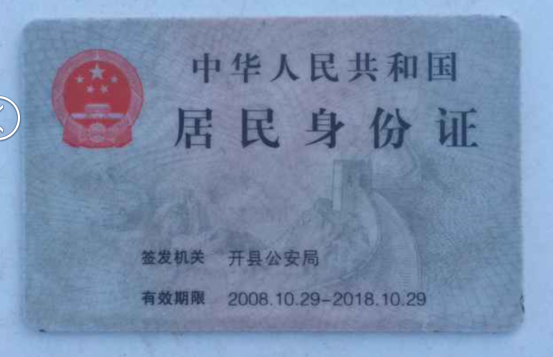 中华人民共和国
居民身份证
签发机关 开县公安局
有效期限 2008.10.29-2018.10.29